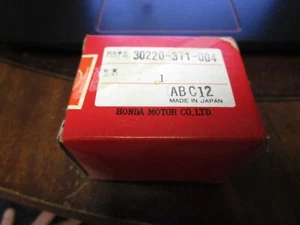 30220-371-004
1
ABC12
MADE IN JAPAN
HONDA MOTOR CO., LTD.